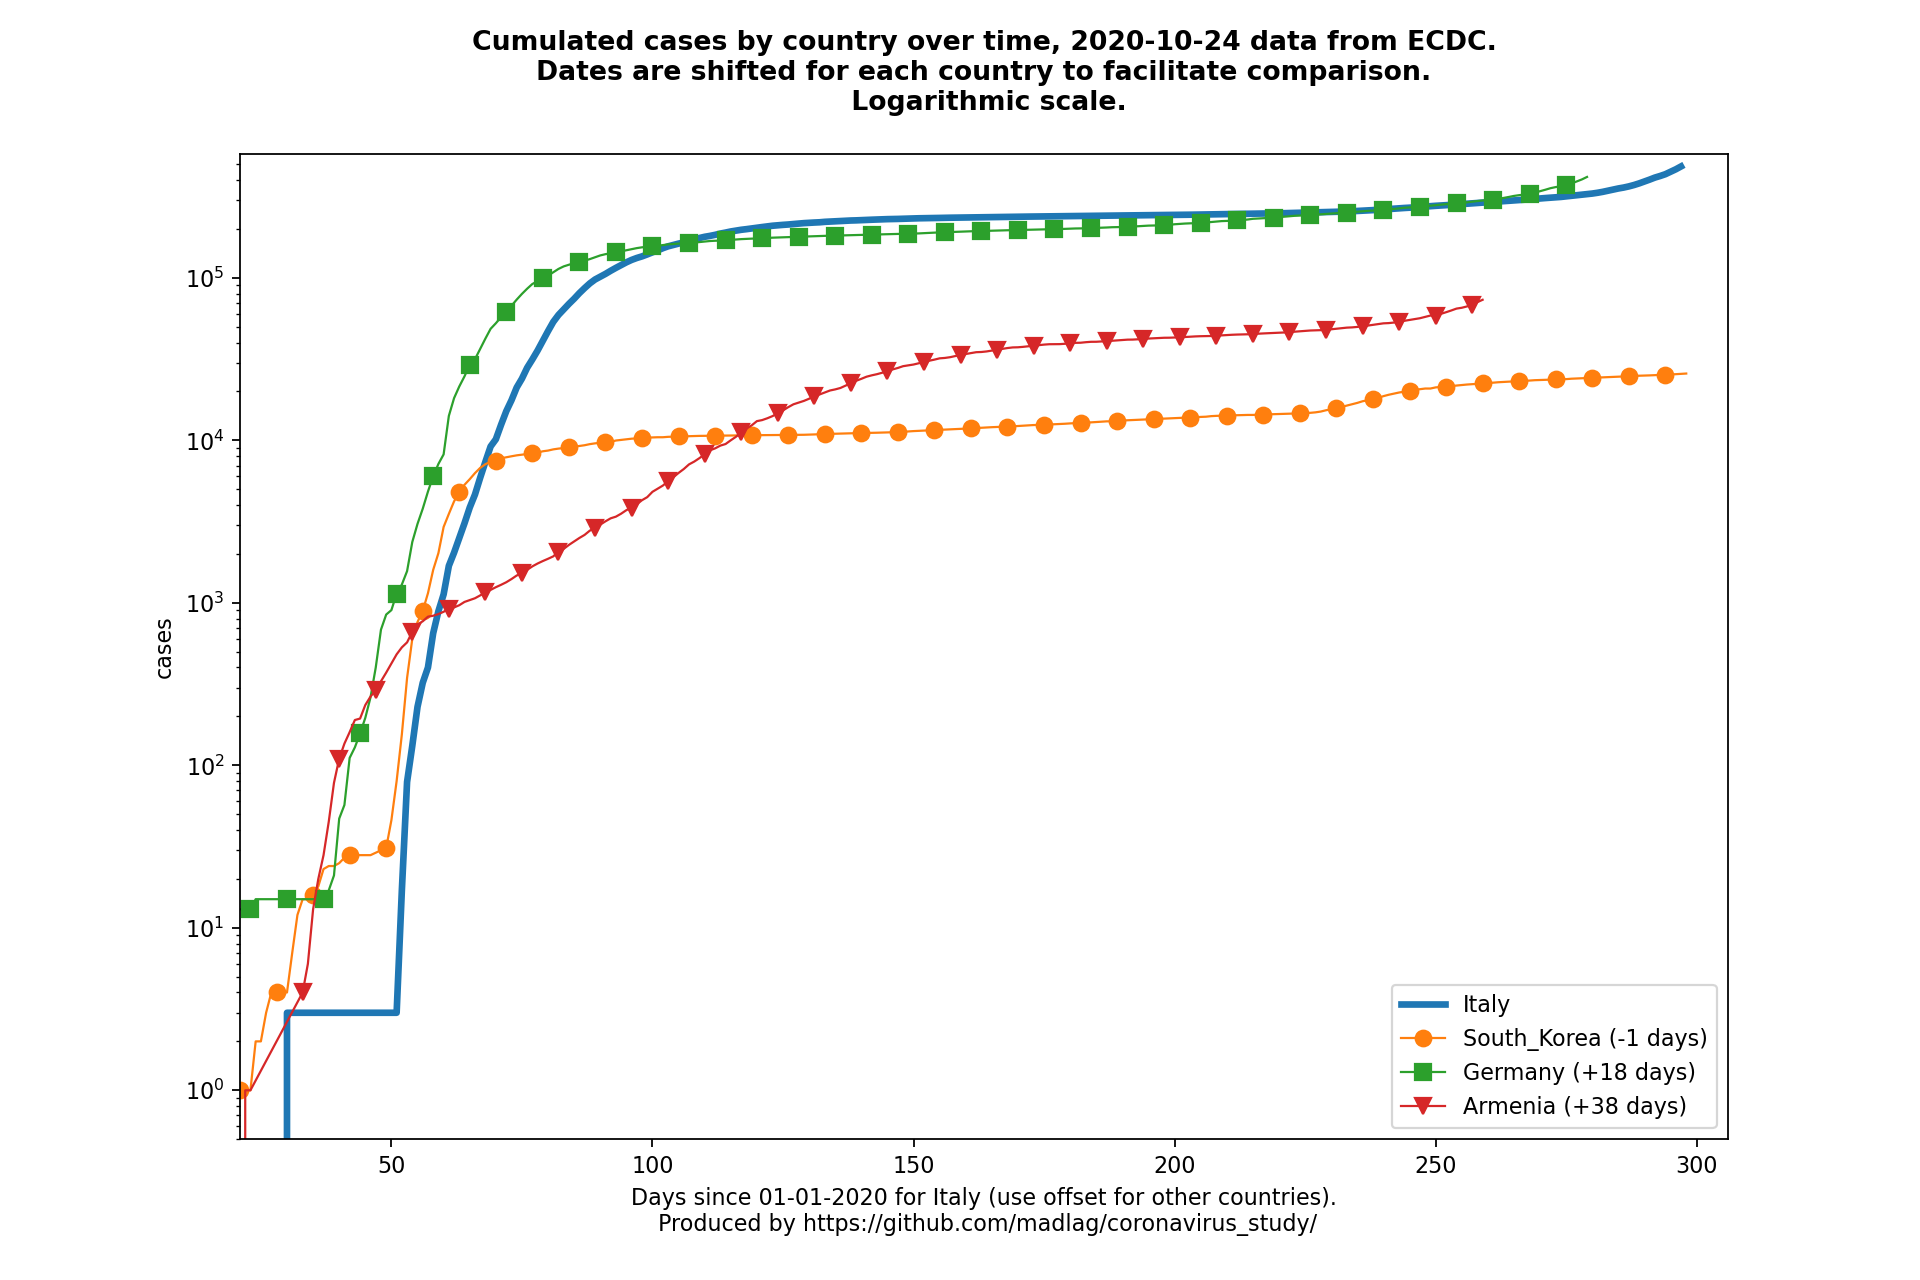 Cumulated cases by country over time, 2020-10-24 data from ECDC.
Dates are shifted for each country to facilitate comparison.
Logarithmic scale.
cases
10^5
10^4
10^3
10^2
10^1
10^0
50
100
150
200
250
300
Italy
South_Korea (-1 days)
Germany (+18 days)
Armenia (+38 days)
Days since 01-01-2020 for Italy (use offset for other countries).
Produced by https://github.com/madlag/coronavirus_study/